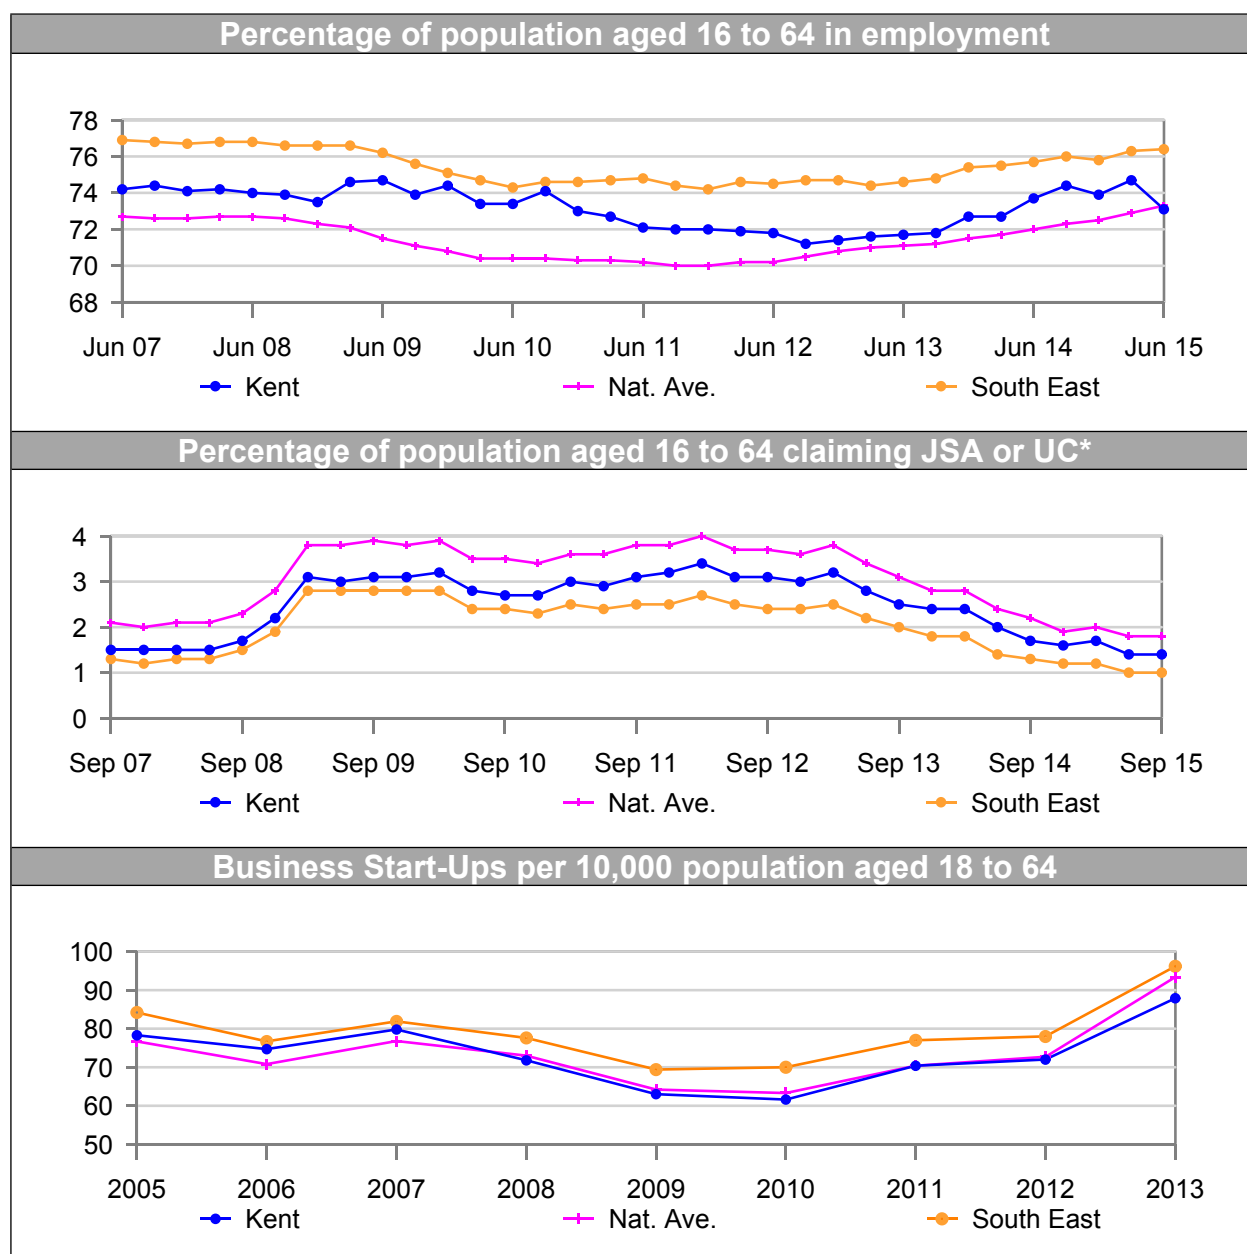 Percentage of population aged 16 to 64 in employment
78
76
74
72
70
68
Jun 07 Jun 08 Jun 09 Jun 10 Jun 11 Jun 12 Jun 13 Jun 14 Jun 15
Kent Nat. Ave. South East
Percentage of population aged 16 to 64 claiming JSA or UC*
4
3
2
1
0
Sep 07 Sep 08 Sep 09 Sep 10 Sep 11 Sep 12 Sep 13 Sep 14 Sep 15
Kent Nat. Ave. South East
Business Start-Ups per 10,000 population aged 18 to 64
100
90
80
70
60
50
2005 2006 2007 2008 2009 2010 2011 2012 2013
Kent Nat. Ave. South East